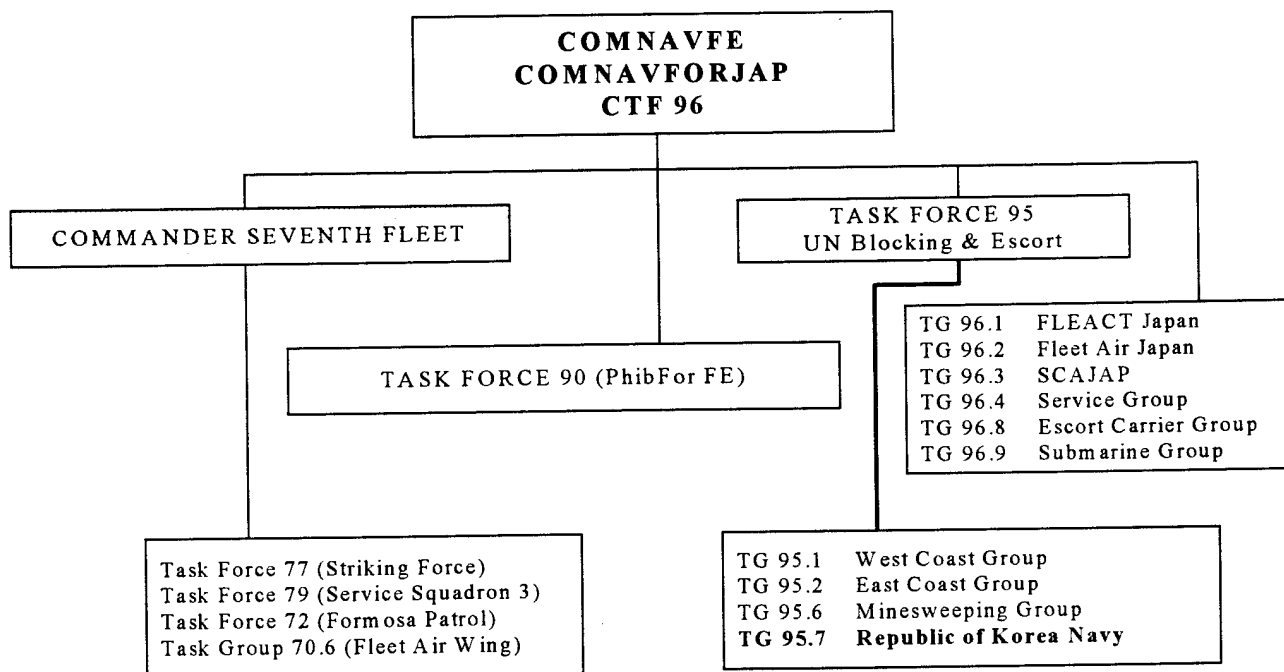 COMNAVFE
COMNAVFORJAP
CTF 96
COMMANDER SEVENTH FLEET
TASK FORCE 95
UN Blocking & Escort
TASK FORCE 90 (PhibFor FE)
TG 96.1 FLEACT Japan
TG 96.2 Fleet Air Japan
TG 96.3 SCAJAP
TG 96.4 Service Group
TG 96.8 Escort Carrier Group
TG 96.9 Submarine Group
Task Force 77 (Striking Force)
Task Force 79 (Service Squadron 3)
Task Force 72 (Formosa Patrol)
Task Group 70.6 (Fleet Air Wing)
TG 95.1 West Coast Group
TG 95.2 East Coast Group
TG 95.6 Minesweeping Group
TG 95.7 Republic of Korea Navy